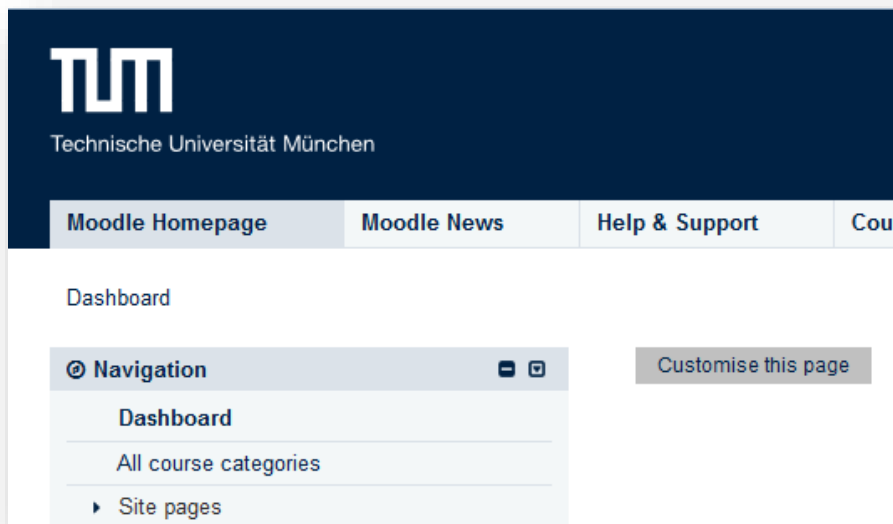 TUM
Technische Universität München
Moodle Homepage Moodle News Help & Support Cou
Dashboard
Navigation
Customise this page
Dashboard
All course categories
Site pages